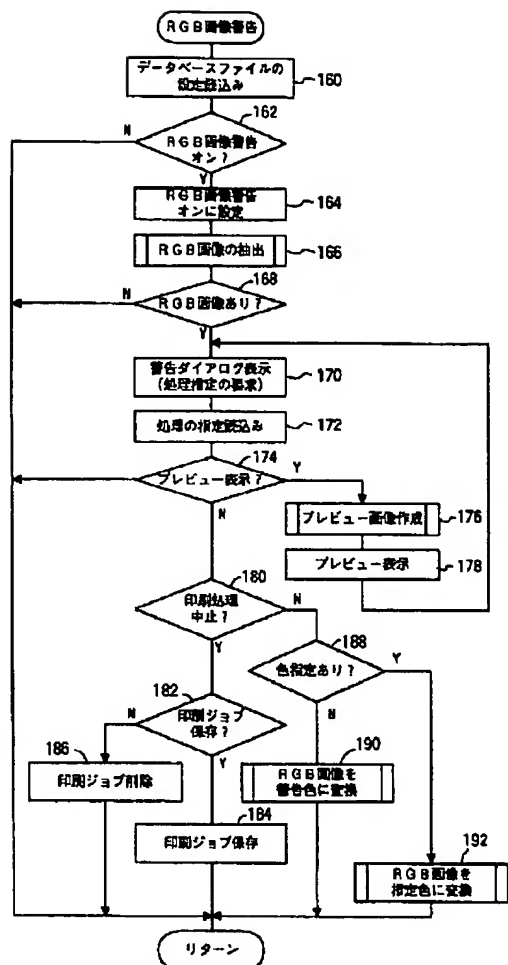 RGB画像警告
データベースファイルの
設定読込み
160
162
N
RGB画像警告
オン?
Y
RGB画像警告
オンに設定
164
RGB画像の抽出
166
168
N
RGB画像あり?
Y
警告ダイアログ表示
(処理指定の要求)
170
処理の指定読込み
172
174
プレビュー表示?
Y
N
プレビュー画像作成
176
プレビュー表示
178
180
印刷処理
中止?
N
Y
188
色指定あり?
Y
N
182
N
印刷ジョブ
保存?
Y
186
印刷ジョブ削除
190
RGB画像を
警告色に変換
184
印刷ジョブ保存
192
RGB画像を
指定色に変換
リターン